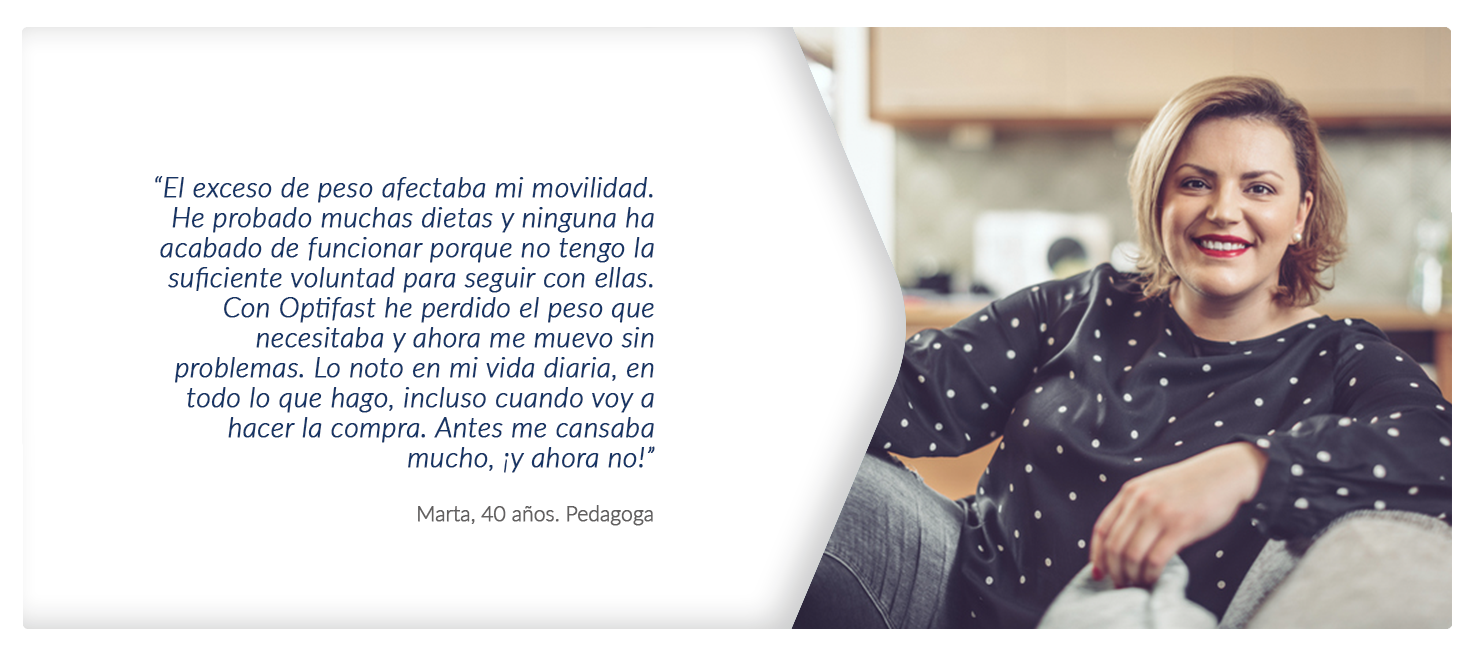 “El exceso de peso afectaba mi movilidad.
He probado muchas dietas y ninguna ha
acabado de funcionar porque no tengo la
suficiente voluntad para seguir con ellas.
Con Optifast he perdido el peso que
necesitaba y ahora me muevo sin
problemas. Lo noto en mi vida diaria, en
todo lo que hago, incluso cuando voy a
hacer la compra. Antes me cansaba
mucho, ¡y ahora no!”
Marta, 40 años. Pedagoga